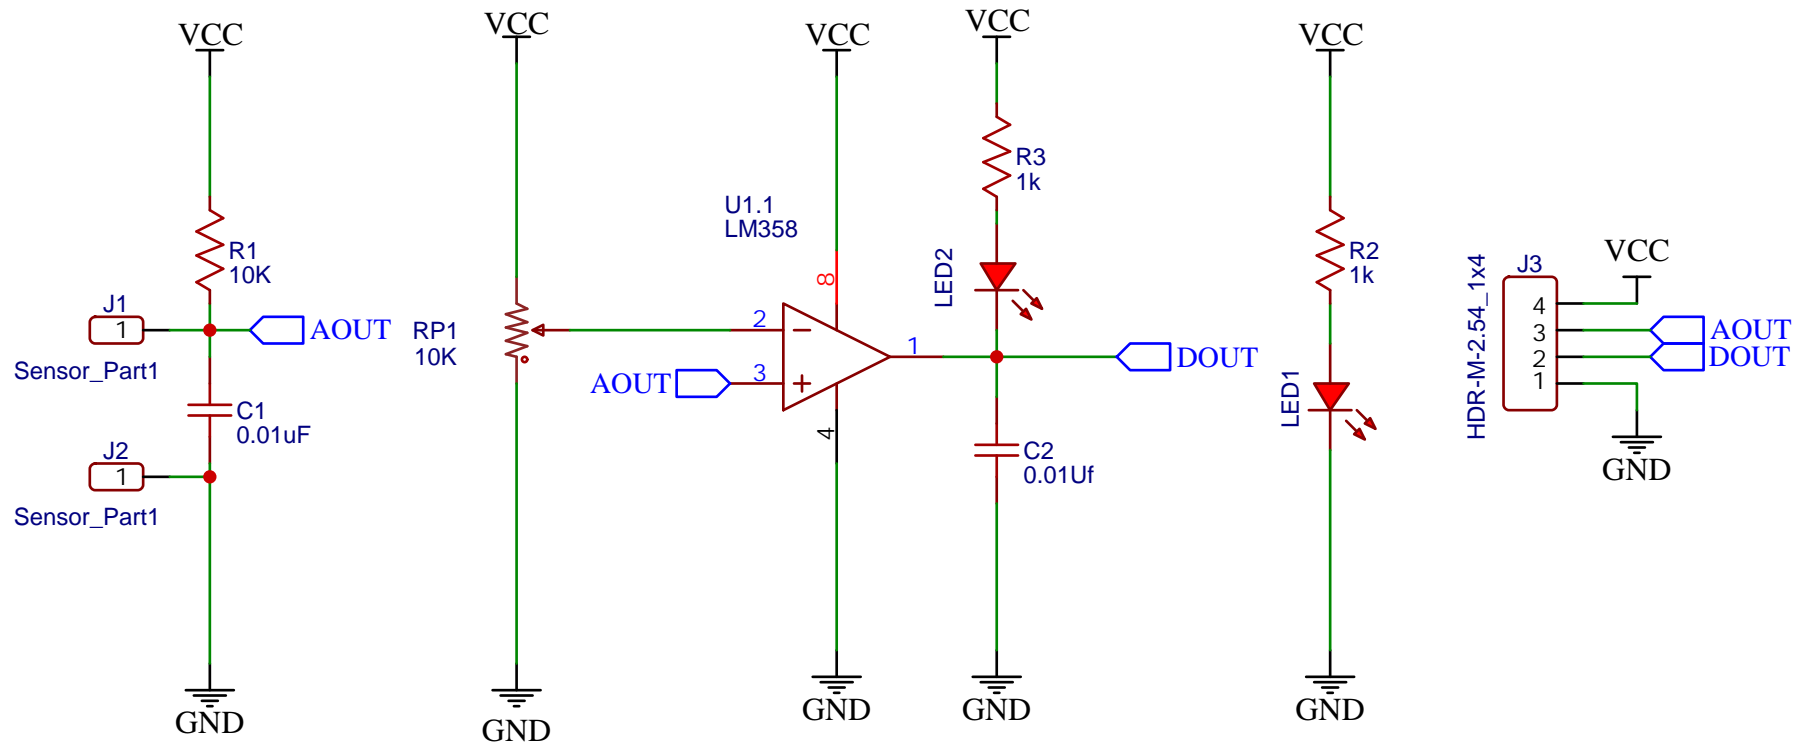 VCC
R1
10K
J1
1
Sensor_Part1
AOUT
C1
0.01uF
J2
1
Sensor_Part1
GND
VCC
RP1
10K
GND
VCC
U1.1
LM358
8
2
3
1
4
AOUT
GND
VCC
R3
1k
LED2
DOUT
C2
0.01Uf
GND
VCC
R2
1k
LED1
GND
HDR-M-2.54_1x4
J3
4
3
2
1
VCC
AOUT
DOUT
GND